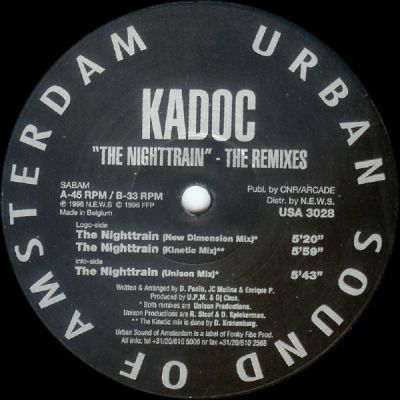 URBAN SOUND OF AMSTERDAM
KADOC
"THE NIGHTTRAIN" - THE REMIXES
SABAM
A-45 RPM / B-33 RPM
℗ 1996 N.E.W.S © 1996 FFP
Made in Belgium
Publ. by CNR/ARCADE
Distr. by N.E.W.S.
USA 3028
Logo-side
The Nighttrain (New Dimension Mix)* 5'20"
The Nighttrain (Kinetic Mix)** 5'59"
Info-side
The Nighttrain (Unison Mix)* 5'43"
Written & Arranged by D. Penin, JC Molina & Enrique P.
Produced by U.P.M. & Dj Chus.
* Both remixes are Unison Productions.
Unison Productions are R. Stoof & D. Spiekerman.
** The Kinetic mix is done by D. Kranenburg.
Urban Sound of Amsterdam is a label of Fonky Fibe Prod.
All info: tel +31/20/610 5000 or fax +31/20/610 2568